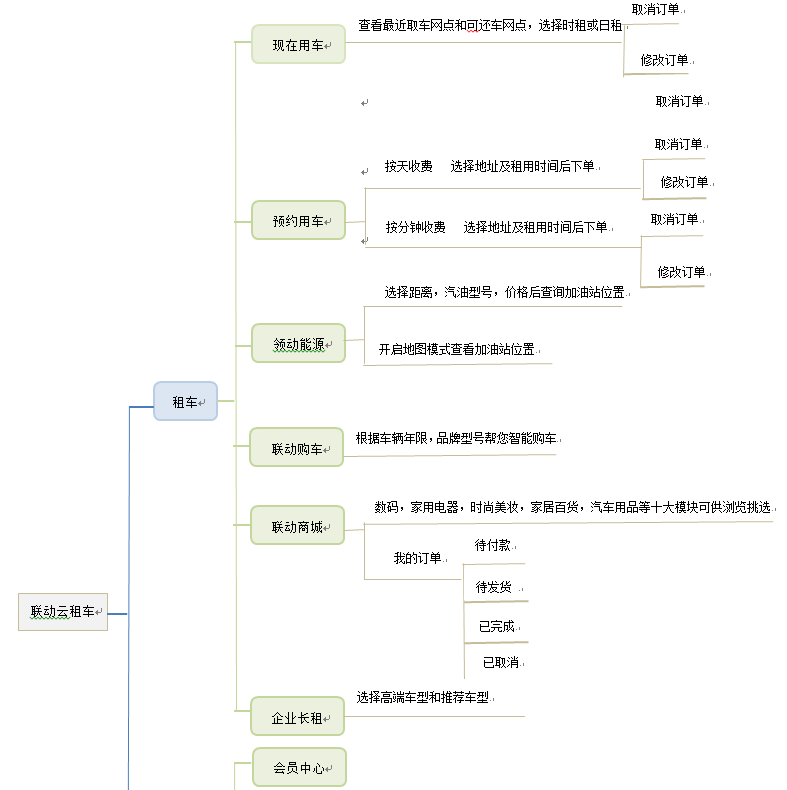 取消订单
查看最近取车网点和可还车网点，选择时租或日租
现在用车
修改订单
取消订单
取消订单
按天收费 选择地址及租用时间后下单
修改订单
预约用车
取消订单
按分钟收费 选择地址及租用时间后下单
修改订单
选择距离，汽油型号，价格后查询加油站位置
领动能源
开启地图模式查看加油站位置
租车
根据车辆年限，品牌型号帮您智能购车
联动购车
数码，家用电器，时尚美妆，家居百货，汽车用品等十大模块可供浏览挑选
联动商城
待付款
我的订单
待发货
联动云租车
已完成
已取消
选择高端车型和推荐车型
企业长租
会员中心